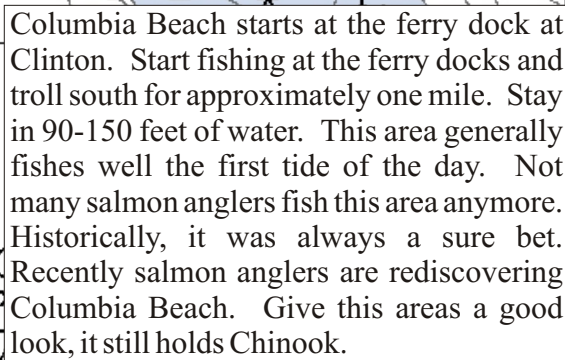 Columbia Beach starts at the ferry dock at
Clinton. Start fishing at the ferry docks and
troll south for approximately one mile. Stay
in 90-150 feet of water. This area generally
fishes well the first tide of the day. Not
many salmon anglers fish this area anymore.
Historically, it was always a sure bet.
Recently salmon anglers are rediscovering
Columbia Beach. Give this areas a good
look, it still holds Chinook.